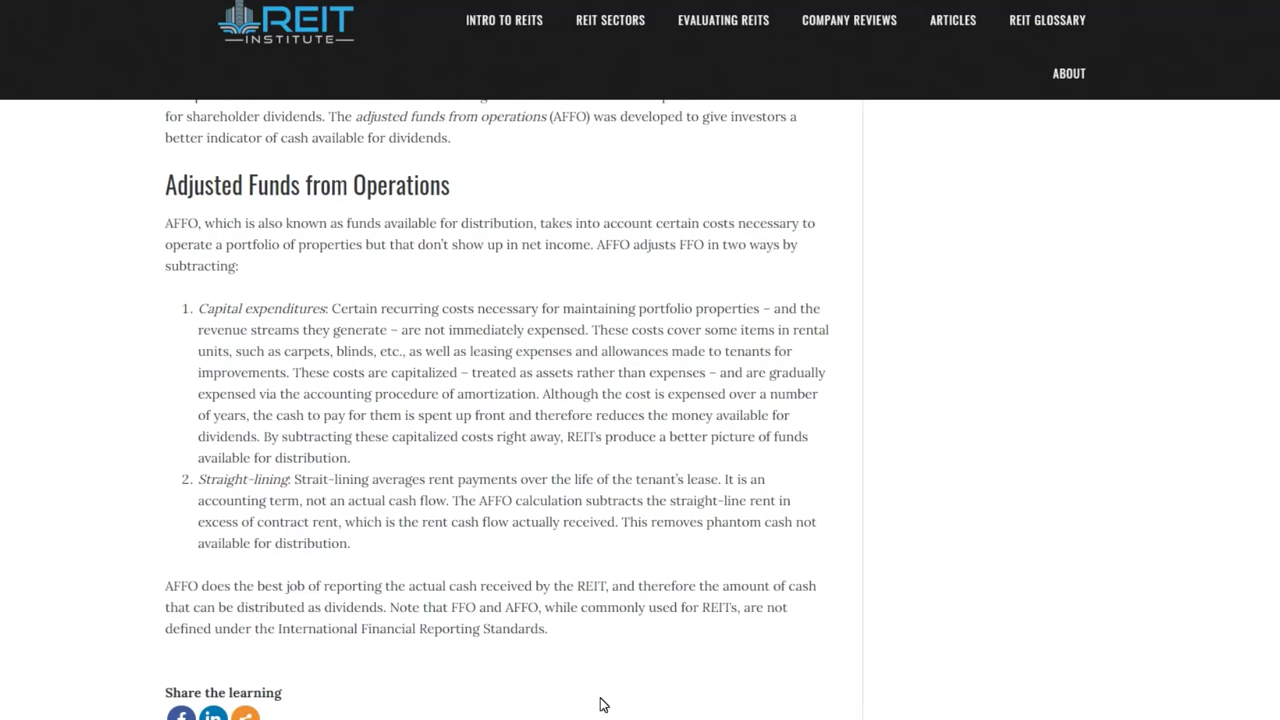 REIT
INSTITUTE
INTRO TO REITS REIT SECTORS EVALUATING REITS COMPANY REVIEWS ARTICLES REIT GLOSSARY
ABOUT
for shareholder dividends. The adjusted funds from operations (AFFO) was developed to give investors a
better indicator of cash available for dividends.
Adjusted Funds from Operations
AFFO, which is also known as funds available for distribution, takes into account certain costs necessary to
operate a portfolio of properties but that don't show up in net income. AFFO adjusts FFO in two ways by
subtracting:
1. Capital expenditures: Certain recurring costs necessary for maintaining portfolio properties – and the
revenue streams they generate – are not immediately expensed. These costs cover some items in rental
units, such as carpets, blinds, etc., as well as leasing expenses and allowances made to tenants for
improvements. These costs are capitalized – treated as assets rather than expenses – and are gradually
expensed via the accounting procedure of amortization. Although the cost is expensed over a number
of years, the cash to pay for them is spent up front and therefore reduces the money available for
dividends. By subtracting these capitalized costs right away, REITs produce a better picture of funds
available for distribution.
2. Straight-lining: Strait-lining averages rent payments over the life of the tenant's lease. It is an
accounting term, not an actual cash flow. The AFFO calculation subtracts the straight-line rent in
excess of contract rent, which is the rent cash flow actually received. This removes phantom cash not
available for distribution.
AFFO does the best job of reporting the actual cash received by the REIT, and therefore the amount of cash
that can be distributed as dividends. Note that FFO and AFFO, while commonly used for REITs, are not
defined under the International Financial Reporting Standards.
Share the learning
f in